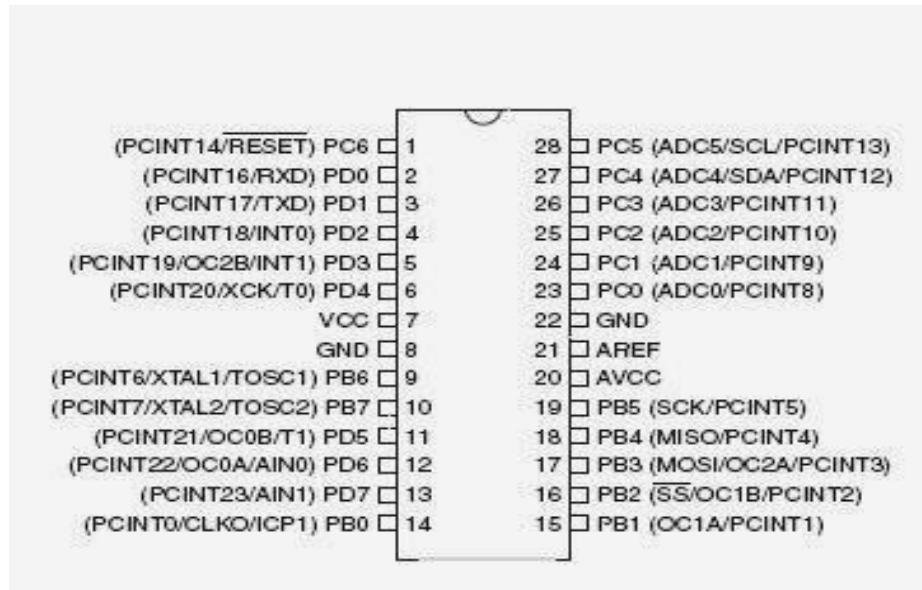 (PCINT14/RESET) PC6 1
(PCINT16/RXD) PD0 2
(PCINT17/TXD) PD1 3
(PCINT18/INT0) PD2 4
(PCINT19/OC2B/INT1) PD3 5
(PCINT20/XCK/T0) PD4 6
VCC 7
GND 8
(PCINT6/XTAL1/TOSC1) PB6 9
(PCINT7/XTAL2/TOSC2) PB7 10
(PCINT21/OC0B/T1) PD5 11
(PCINT22/OC0A/AIN0) PD6 12
(PCINT23/AIN1) PD7 13
(PCINT0/CLKO/ICP1) PB0 14
28 PC5 (ADC5/SCL/PCINT13)
27 PC4 (ADC4/SDA/PCINT12)
26 PC3 (ADC3/PCINT11)
25 PC2 (ADC2/PCINT10)
24 PC1 (ADC1/PCINT9)
23 PC0 (ADC0/PCINT8)
22 GND
21 AREF
20 AVCC
19 PB5 (SCK/PCINT5)
18 PB4 (MISO/PCINT4)
17 PB3 (MOSI/OC2A/PCINT3)
16 PB2 (SS/OC1B/PCINT2)
15 PB1 (OC1A/PCINT1)